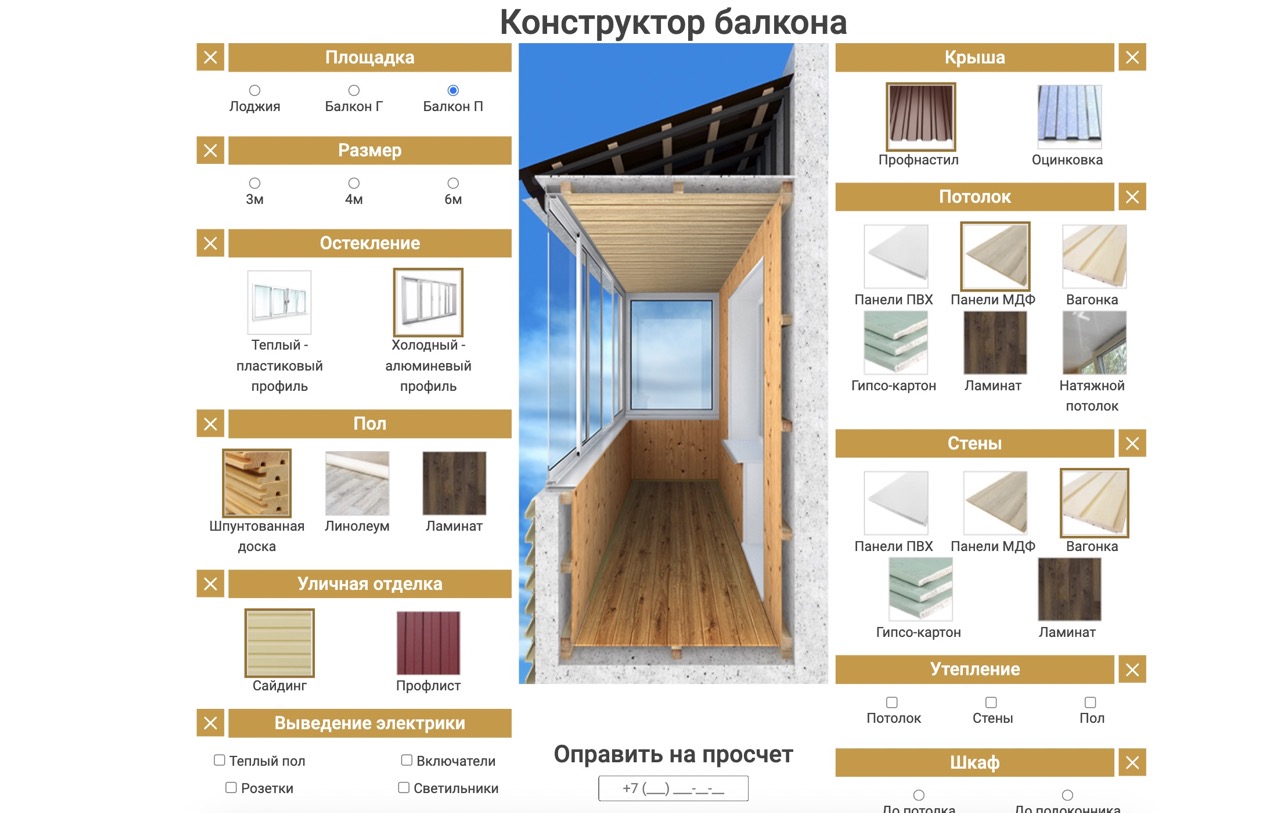 Конструктор балкона
Площадка
Лоджия Балкон Г Балкон П
Размер
3м 4м 6м
Остекление
Теплый -
пластиковый
профиль
Холодный -
алюминевый
профиль
Пол
Шпунтованная
доска
Линолеум
Ламинат
Уличная отделка
Сайдинг Профлист
Выведение электрики
Теплый пол Включатели
Розетки Светильники
Оправить на просчет
+7 (___) ___-__-__
Крыша
Профнастил Оцинковка
Потолок
Панели ПВХ Панели МДФ Вагонка
Гипсо-картон Ламинат Натяжной
потолок
Стены
Панели ПВХ Панели МДФ Вагонка
Гипсо-картон Ламинат
Утепление
Потолок Стены Пол
Шкаф
До потолка До подоконника